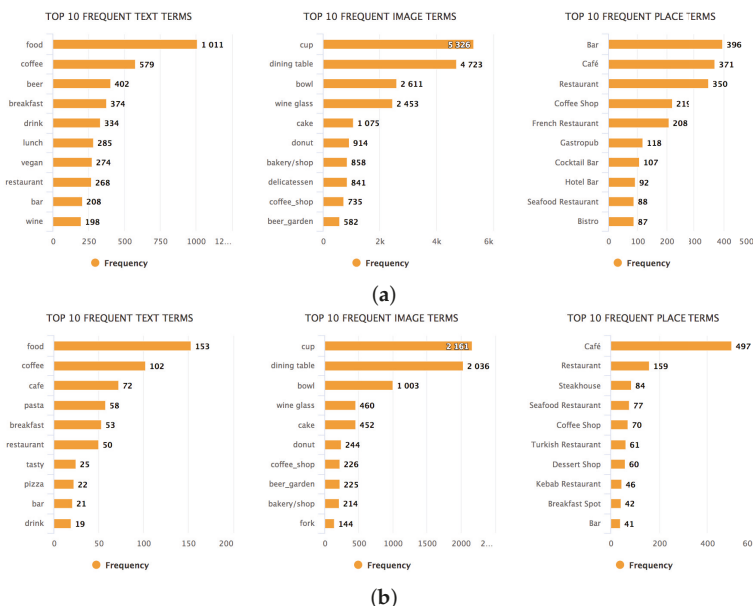 TOP 10 FREQUENT TEXT TERMS
food 1 011
coffee 579
beer 402
breakfast 374
drink 334
lunch 285
vegan 274
restaurant 268
bar 208
wine 198
0 250 500 750 1000 12...
Frequency
TOP 10 FREQUENT IMAGE TERMS
cup 5 326
dining table 4 723
bowl 2 611
wine glass 2 453
cake 1 075
donut 914
bakery/shop 858
delicatessen 841
coffee_shop 735
beer_garden 582
0 2k 4k 6k
Frequency
TOP 10 FREQUENT PLACE TERMS
Bar 396
Café 371
Restaurant 350
Coffee Shop 219
French Restaurant 208
Gastropub 118
Cocktail Bar 107
Hotel Bar 92
Seafood Restaurant 88
Bistro 87
0 100 200 300 400 500
Frequency
(a)
TOP 10 FREQUENT TEXT TERMS
food 153
coffee 102
cafe 72
pasta 58
breakfast 53
restaurant 50
tasty 25
pizza 22
bar 21
drink 19
0 50 100 150 200
Frequency
TOP 10 FREQUENT IMAGE TERMS
cup 2 161
dining table 2 036
bowl 1 003
wine glass 460
cake 452
donut 244
coffee_shop 226
beer_garden 225
bakery/shop 214
fork 144
0 500 1000 1500 2000 2...
Frequency
TOP 10 FREQUENT PLACE TERMS
Café 497
Restaurant 159
Steakhouse 84
Seafood Restaurant 77
Coffee Shop 70
Turkish Restaurant 61
Dessert Shop 60
Kebab Restaurant 46
Breakfast Spot 42
Bar 41
0 200 400 60
Frequency
(b)